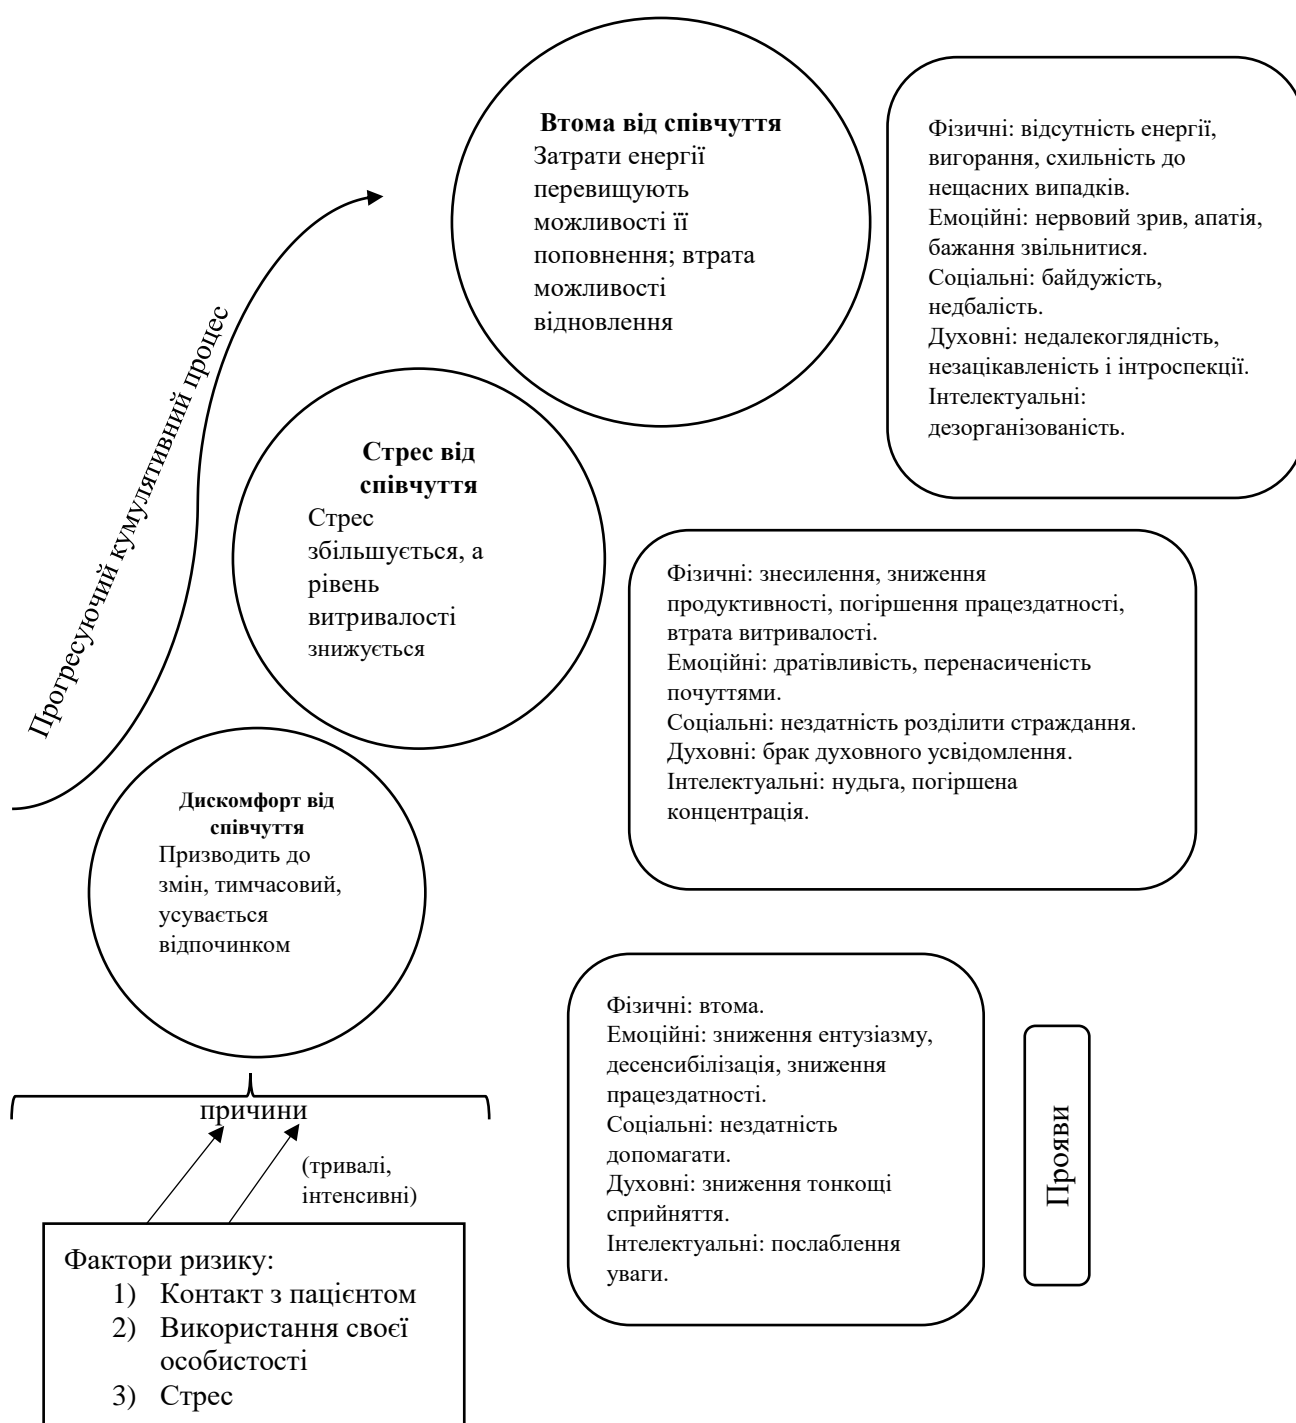 Втома від співчуття
Затрати енергії
перевищують
можливості її
поповнення; втрата
можливості
відновлення
Фізичні: відсутність енергії,
вигорання, схильність до
нещасних випадків.
Емоційні: нервовий зрив, апатія,
бажання звільнитися.
Соціальні: байдужість,
недбалість.
Духовні: недалекоглядність,
незацікавленість і інтроспекції.
Інтелектуальні:
дезорганізованість.
Прогресуючий кумулятивний процес
Стрес від
співчуття
Стрес
збільшується, а
рівень
витривалості
знижується
Фізичні: знесилення, зниження
продуктивності, погіршення працездатності,
втрата витривалості.
Емоційні: дратівливість, перенасиченість
почуттями.
Соціальні: нездатність розділити страждання.
Духовні: брак духовного усвідомлення.
Інтелектуальні: нудьга, погіршена
концентрація.
Дискомфорт від
співчуття
Призводить до
змін, тимчасовий,
усувається
відпочинком
Фізичні: втома.
Емоційні: зниження ентузіазму,
десенсибілізація, зниження
працездатності.
Соціальні: нездатність
допомагати.
Духовні: зниження тонкощі
сприйняття.
Інтелектуальні: послаблення
уваги.
Прояви
причини
(тривалі,
інтенсивні)
Фактори ризику:
1) Контакт з пацієнтом
2) Використання своєї
особистості
3) Стрес